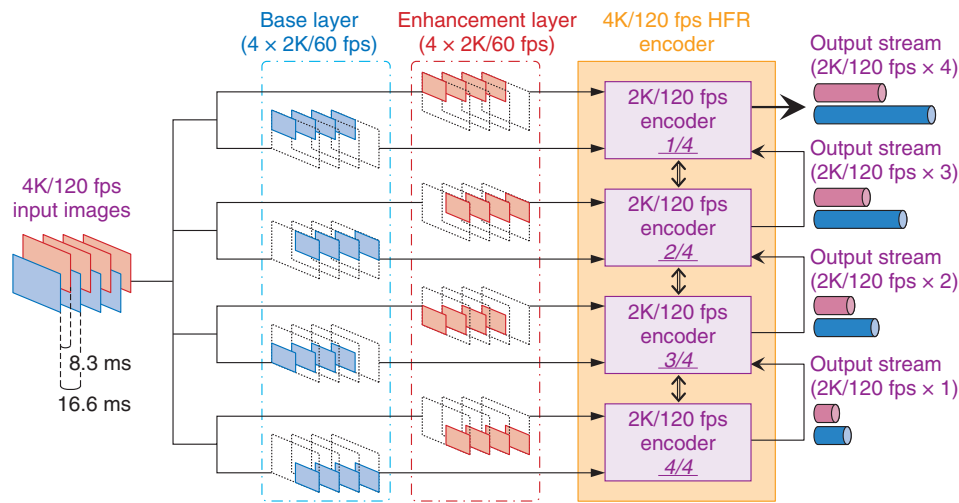 Base layer
(4 × 2K/60 fps)
Enhancement layer
(4 × 2K/60 fps)
4K/120 fps HFR
encoder
Output stream
(2K/120 fps × 4)
2K/120 fps
encoder
1/4
4K/120 fps
input images
8.3 ms
16.6 ms
Output stream
(2K/120 fps × 3)
2K/120 fps
encoder
2/4
Output stream
(2K/120 fps × 2)
2K/120 fps
encoder
3/4
Output stream
(2K/120 fps × 1)
2K/120 fps
encoder
4/4